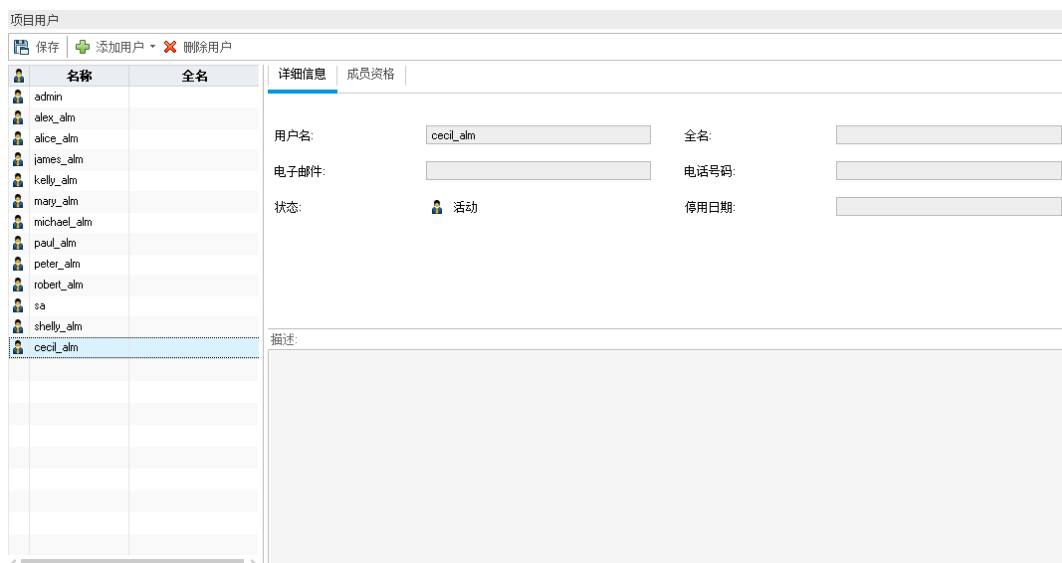 项目用户
保存 添加用户 删除用户
名称 全名
admin
alex_alm
alice_alm
james_alm
kelly_alm
mary_alm
michael_alm
paul_alm
peter_alm
robert_alm
sa
shelly_alm
cecil_alm
详细信息 成员资格
用户名: cecil_alm 全名:
电子邮件: 电话号码:
状态: 活动 停用日期:
描述: